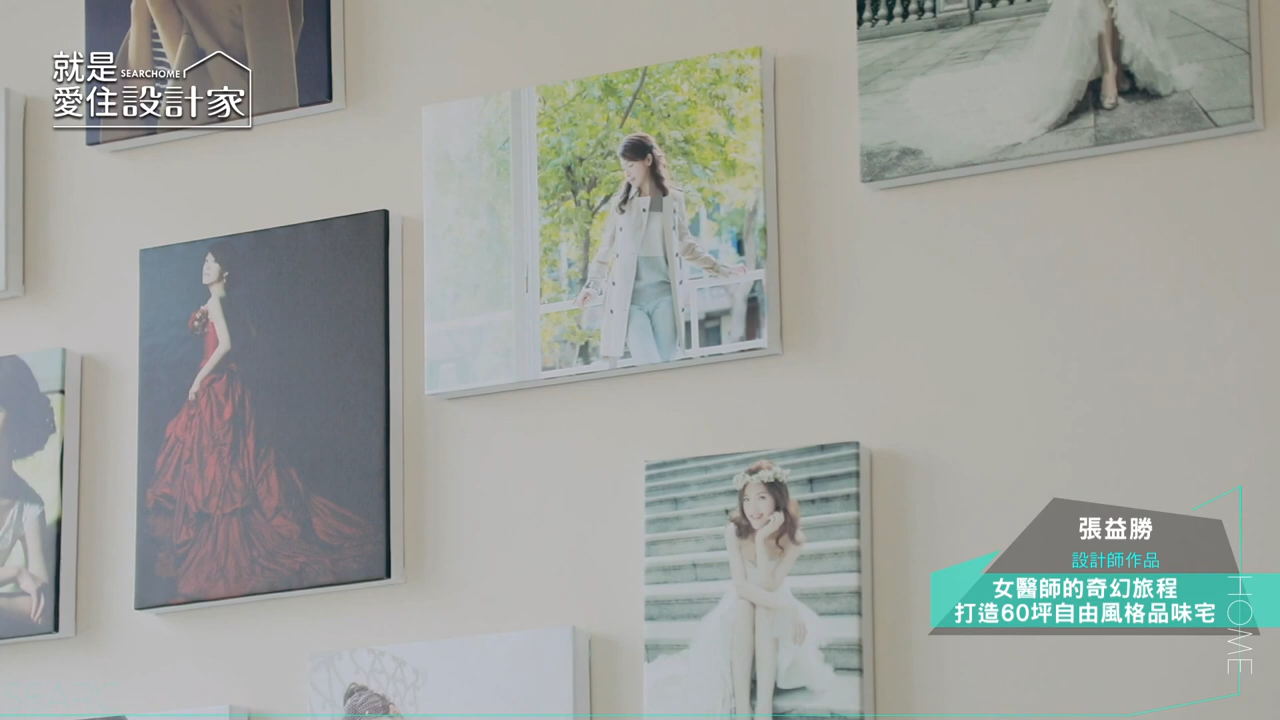 就是
SEARCHOME
愛住設計家
張益勝
設計師作品
女醫師的奇幻旅程
打造60坪自由風格品味宅
HOME